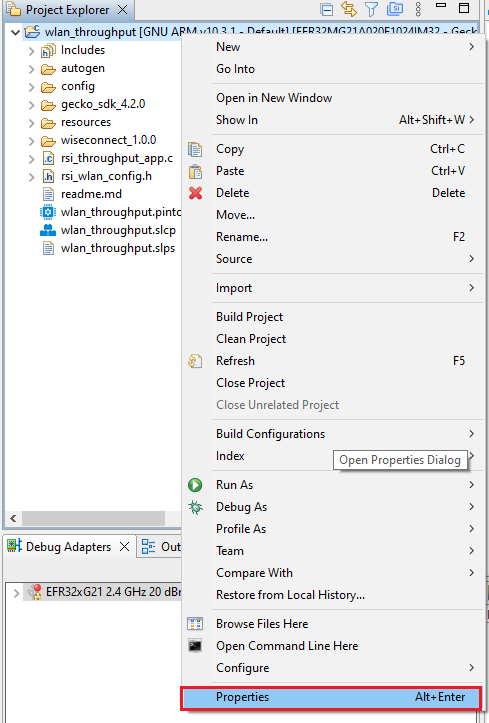 Project Explorer
wlan_throughput [GNU ARM v10.3.1 - Default] [EFR32MG21A020F1024IM32 - Geck
Includes
autogen
config
gecko_sdk_4.2.0
resources
wiseconnect_1.0.0
rsi_throughput_app.c
rsi_wlan_config.h
readme.md
wlan_throughput.pintc
wlan_throughput.slcp
wlan_throughput.slps
New
Go Into
Open in New Window
Show In Alt+Shift+W
Copy Ctrl+C
Paste Ctrl+V
Delete Delete
Move...
Rename... F2
Source
Import
Build Project
Clean Project
Refresh F5
Close Project
Close Unrelated Project
Build Configurations
Index
Open Properties Dialog
Run As
Debug As
Profile As
Team
Compare With
Restore from Local History...
Browse Files Here
Open Command Line Here
Configure
Properties Alt+Enter
Debug Adapters
Out
EFR32xG21 2.4 GHz 20 dBr